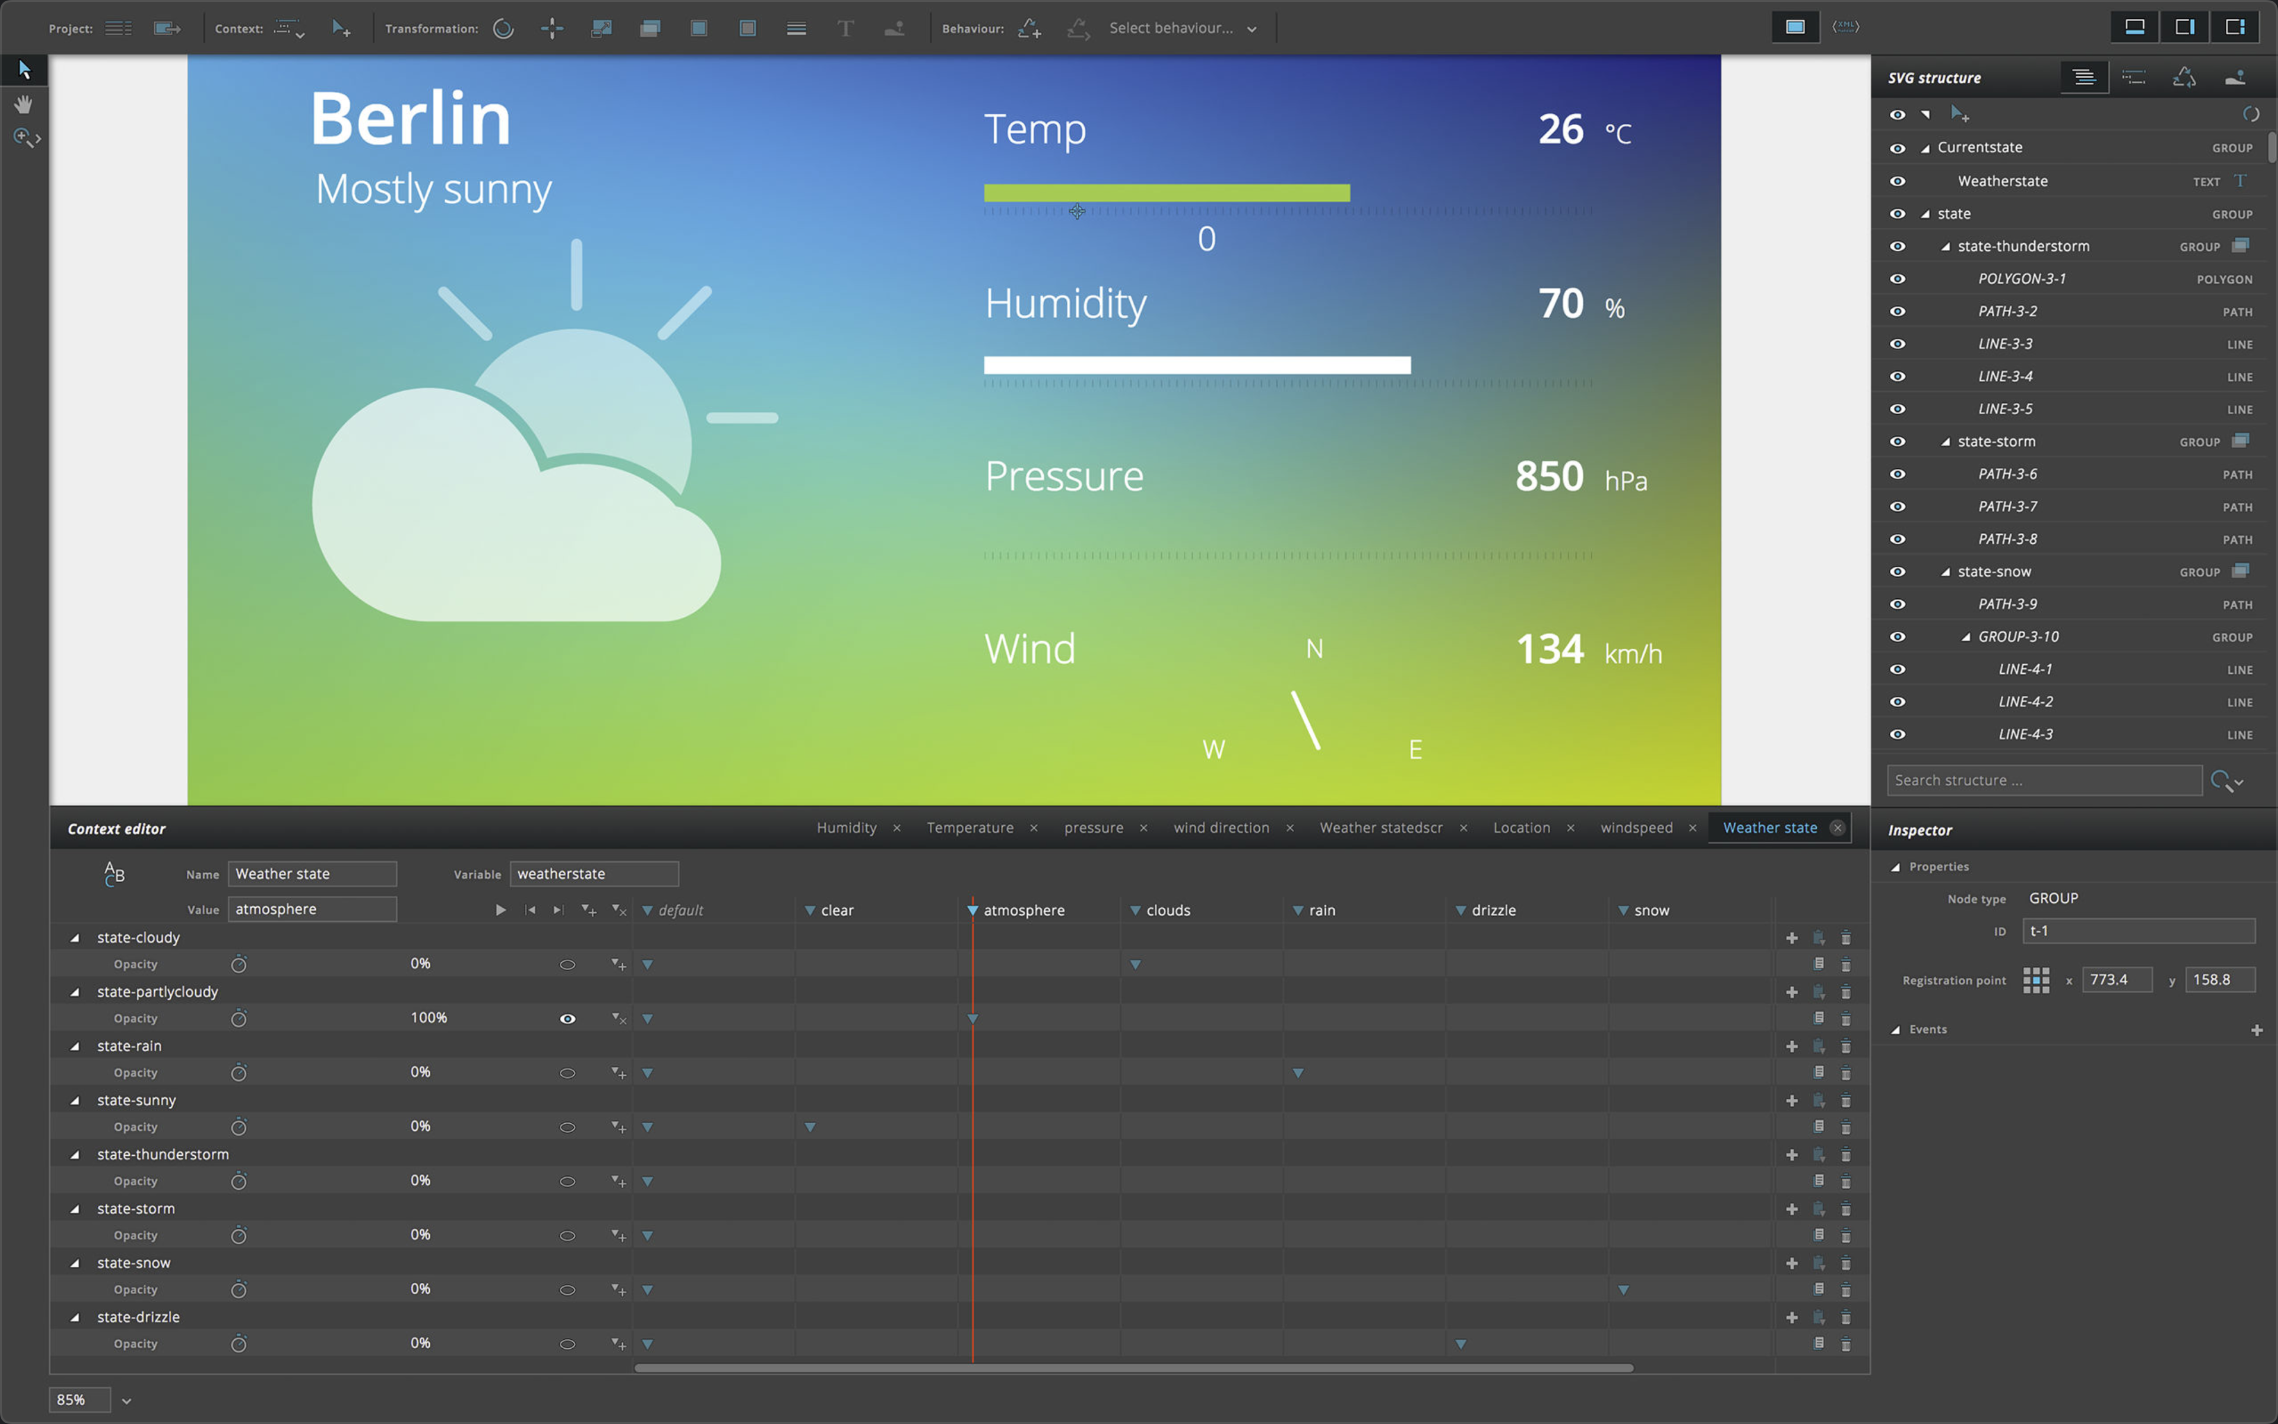 Project:
Context:
Transformation:
T
Behaviour:
Select behaviour...
<XML>
Berlin
Mostly sunny
Temp
26 °C
0
Humidity
70 %
Pressure
850 hPa
Wind
N
134 km/h
W
E
SVG structure
Currentstate GROUP
Weatherstate TEXT T
state GROUP
state-thunderstorm GROUP
POLYGON-3-1 POLYGON
PATH-3-2 PATH
LINE-3-3 LINE
LINE-3-4 LINE
LINE-3-5 LINE
state-storm GROUP
PATH-3-6 PATH
PATH-3-7 PATH
PATH-3-8 PATH
state-snow GROUP
PATH-3-9 PATH
GROUP-3-10 GROUP
LINE-4-1 LINE
LINE-4-2 LINE
LINE-4-3 LINE
Search structure ...
Context editor
Humidity × Temperature × pressure × wind direction × Weather statedscr × Location × windspeed × Weather state ×
ABC
Name Weather state Variable weatherstate
Value atmosphere
default clear atmosphere clouds rain drizzle snow
state-cloudy
Opacity 0%
state-partlycloudy
Opacity 100%
state-rain
Opacity 0%
state-sunny
Opacity 0%
state-thunderstorm
Opacity 0%
state-storm
Opacity 0%
state-snow
Opacity 0%
state-drizzle
Opacity 0%
85%
Inspector
Properties
Node type GROUP
ID t-1
Registration point x 773.4 y 158.8
Events